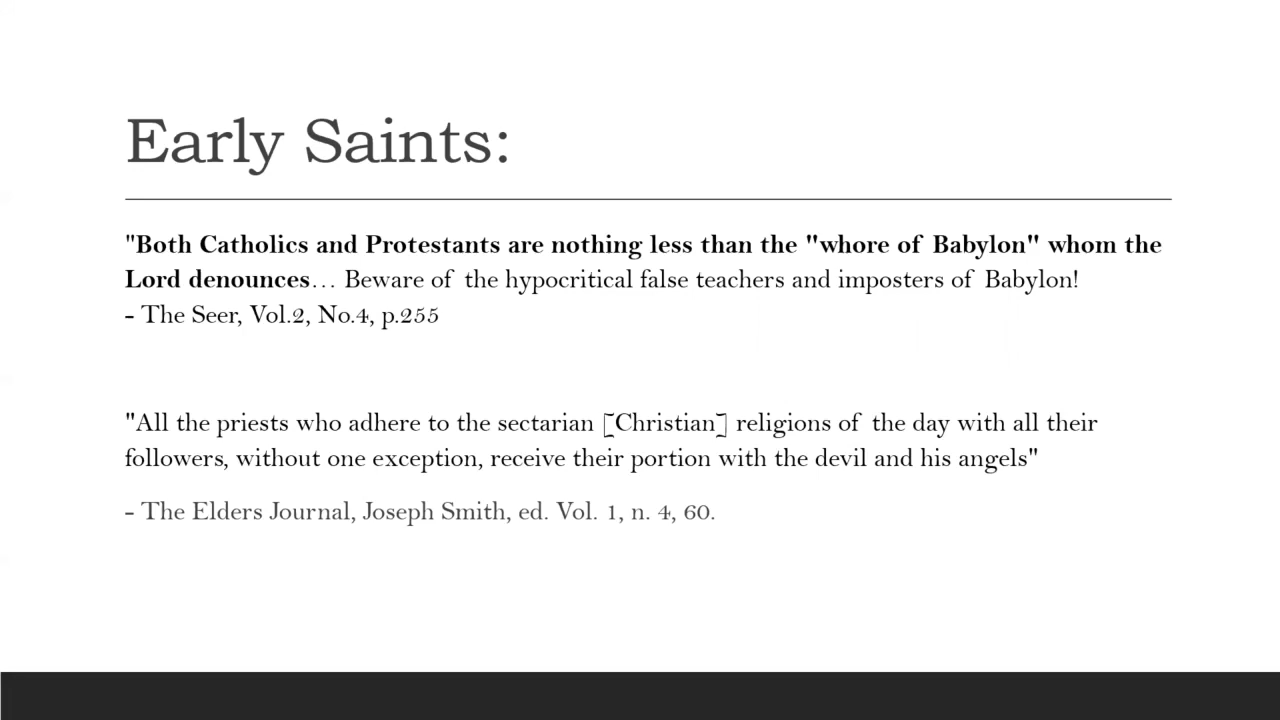 Early Saints:
"Both Catholics and Protestants are nothing less than the "whore of Babylon" whom the
Lord denounces… Beware of the hypocritical false teachers and imposters of Babylon!
- The Seer, Vol.2, No.4, p.255
"All the priests who adhere to the sectarian [Christian] religions of the day with all their
followers, without one exception, receive their portion with the devil and his angels"
- The Elders Journal, Joseph Smith, ed. Vol. 1, n. 4, 60.